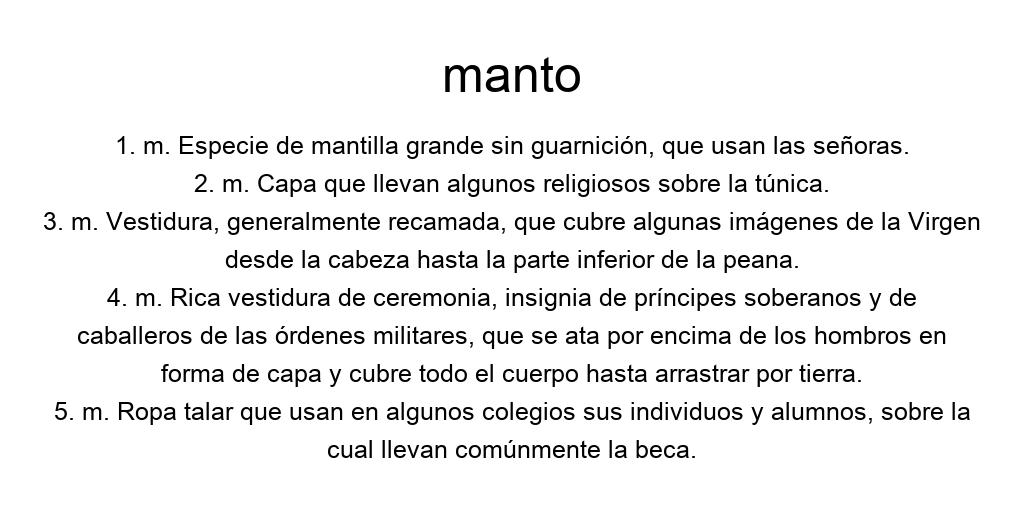 manto
1. m. Especie de mantilla grande sin guarnición, que usan las señoras.
2. m. Capa que llevan algunos religiosos sobre la túnica.
3. m. Vestidura, generalmente recamada, que cubre algunas imágenes de la Virgen
desde la cabeza hasta la parte inferior de la peana.
4. m. Rica vestidura de ceremonia, insignia de príncipes soberanos y de
caballeros de las órdenes militares, que se ata por encima de los hombros en
forma de capa y cubre todo el cuerpo hasta arrastrar por tierra.
5. m. Ropa talar que usan en algunos colegios sus individuos y alumnos, sobre la
cual llevan comúnmente la beca.